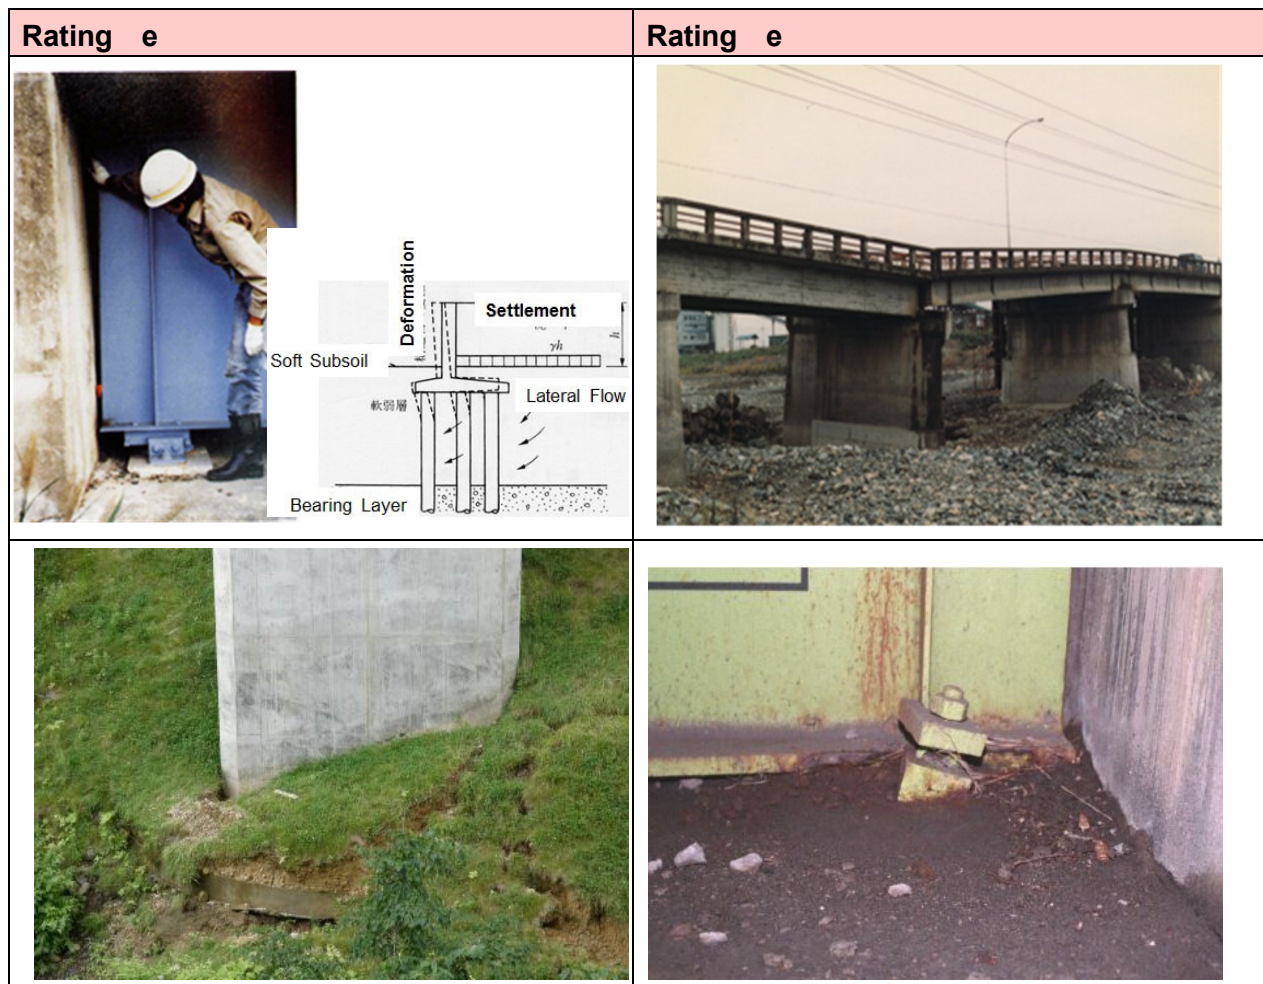 Rating e
Rating e
Deformation
Settlement
h
γh
Soft Subsoil
Lateral Flow
軟弱層
Bearing Layer